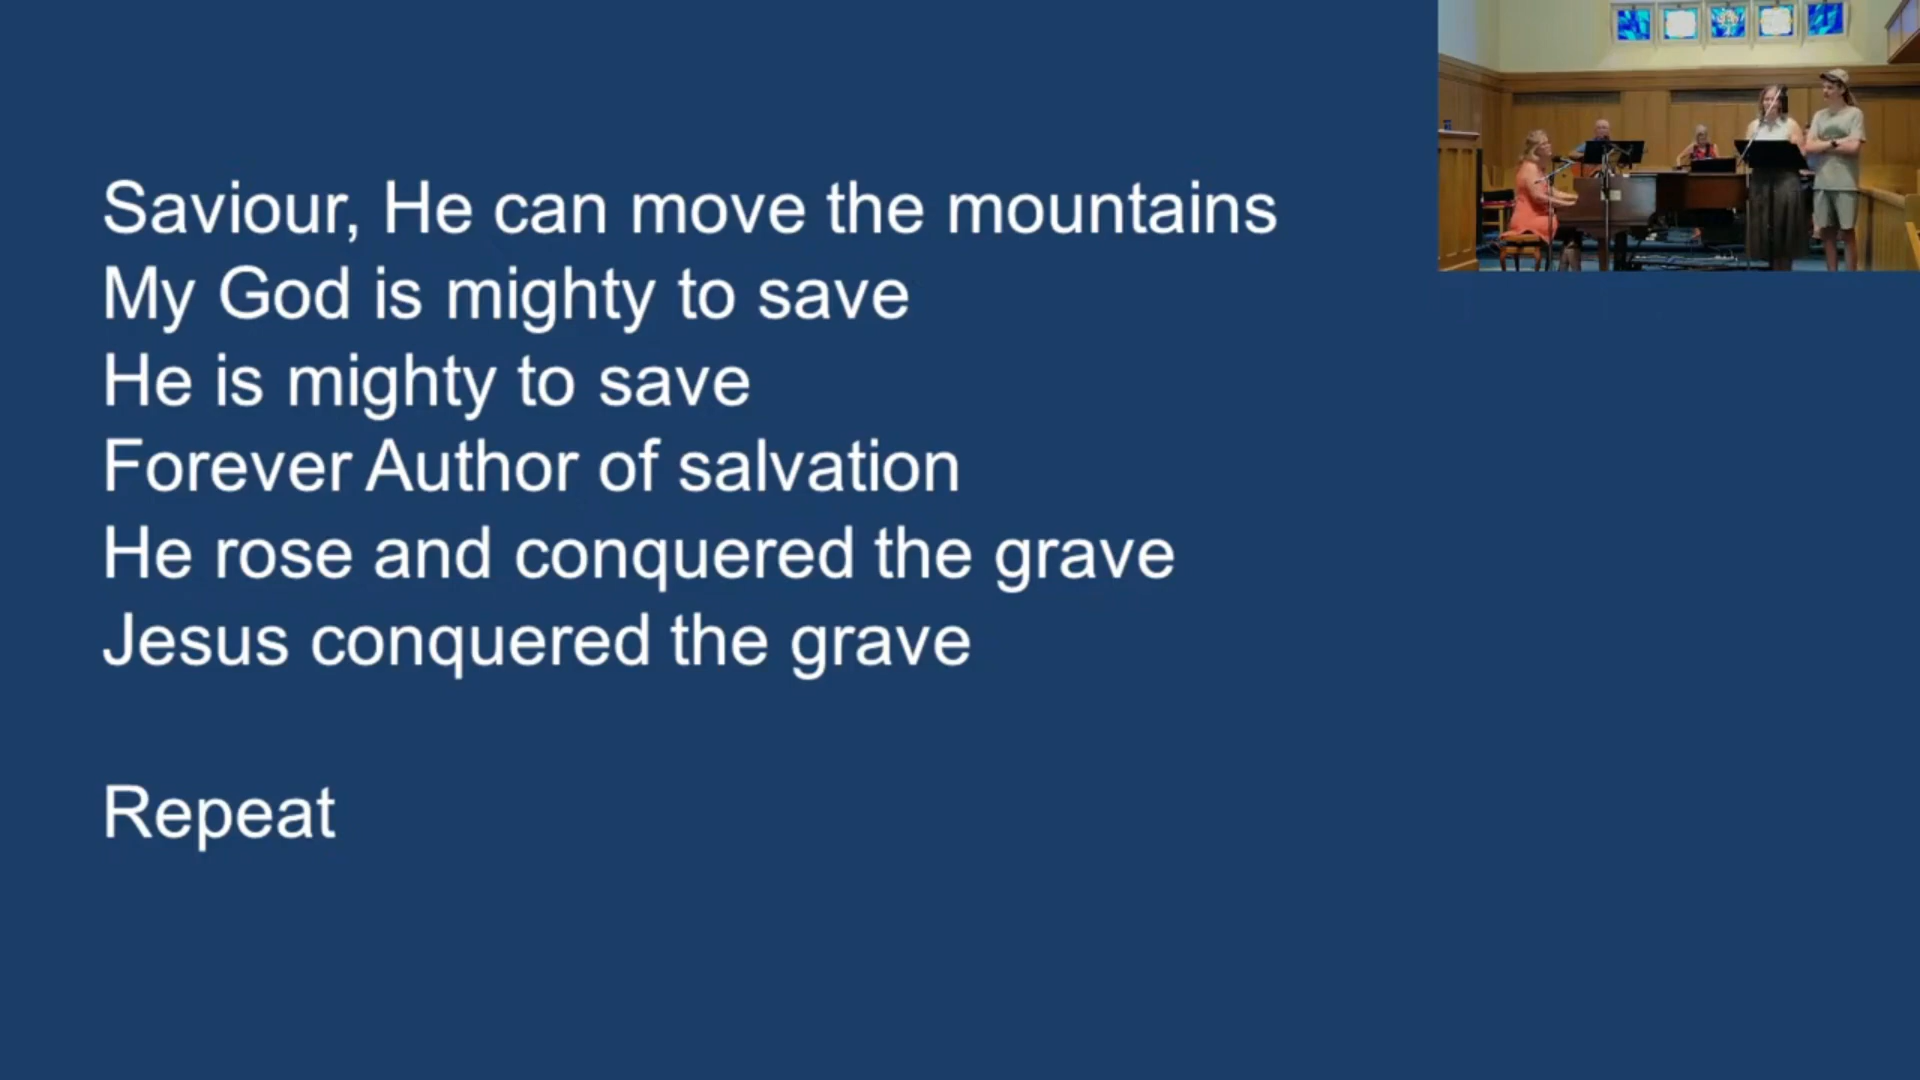 Saviour, He can move the mountains
My God is mighty to save
He is mighty to save
Forever Author of salvation
He rose and conquered the grave
Jesus conquered the grave
Repeat